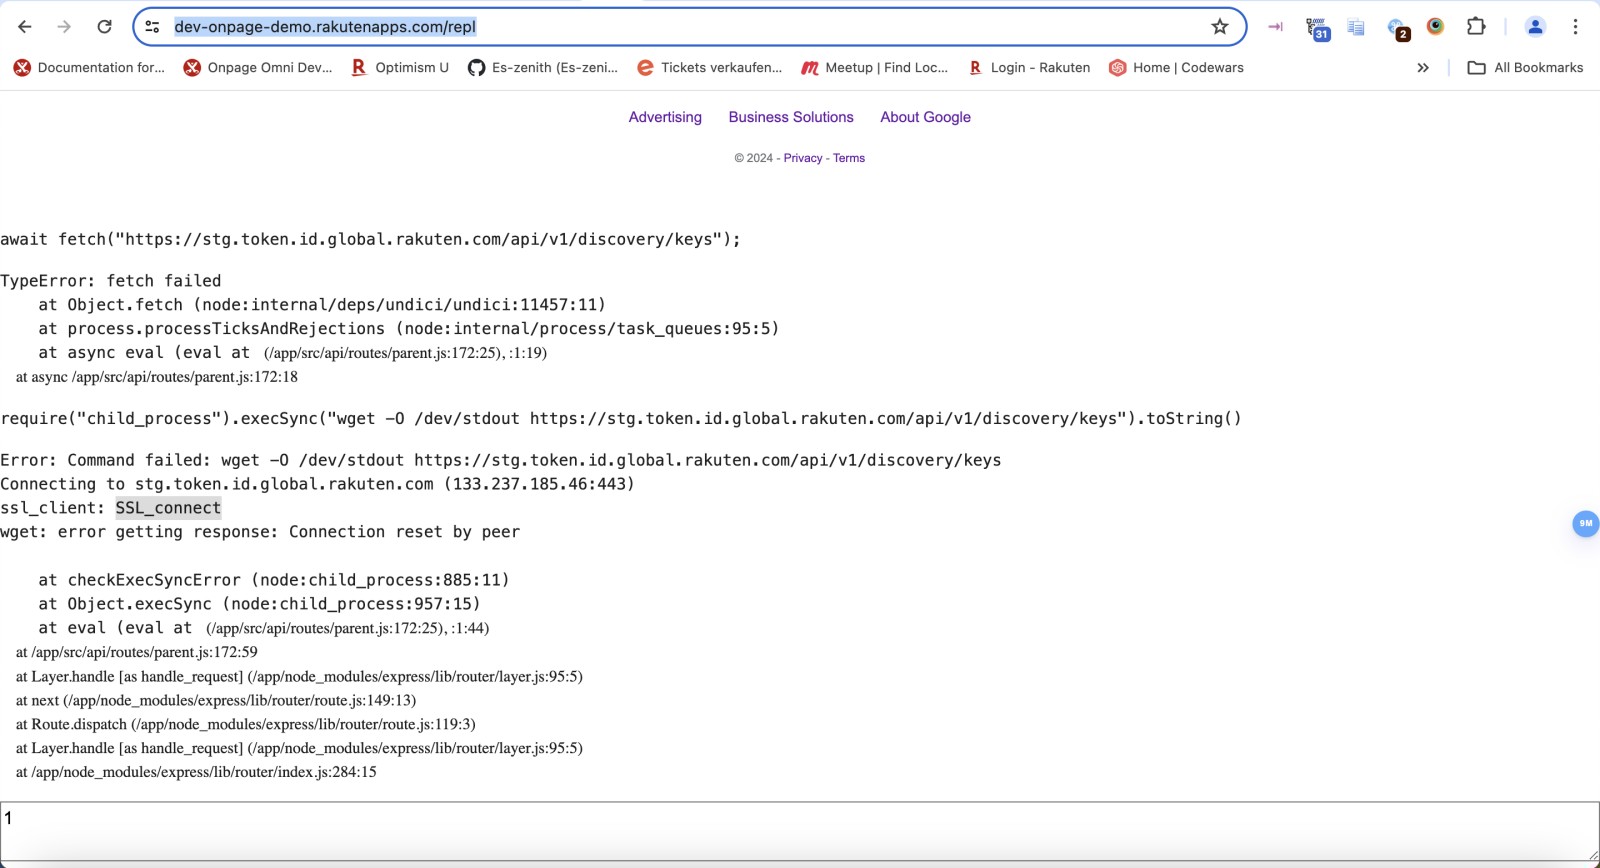 dev-onpage-demo.rakutenapps.com/repl
31
2
Documentation for...
Onpage Omni Dev...
Optimism U
Es-zenith (Es-zeni...
Tickets verkaufen...
Meetup | Find Loc...
Login - Rakuten
Home | Codewars
»
All Bookmarks
Advertising Business Solutions About Google
© 2024 - Privacy - Terms
await fetch("https://stg.token.id.global.rakuten.com/api/v1/discovery/keys");
TypeError: fetch failed
at Object.fetch (node:internal/deps/undici/undici:11457:11)
at process.processTicksAndRejections (node:internal/process/task_queues:95:5)
at async eval (eval at (/app/src/api/routes/parent.js:172:25), :1:19)
at async /app/src/api/routes/parent.js:172:18
require("child_process").execSync("wget -O /dev/stdout https://stg.token.id.global.rakuten.com/api/v1/discovery/keys").toString()
Error: Command failed: wget -O /dev/stdout https://stg.token.id.global.rakuten.com/api/v1/discovery/keys
Connecting to stg.token.id.global.rakuten.com (133.237.185.46:443)
ssl_client: SSL_connect
wget: error getting response: Connection reset by peer
at checkExecSyncError (node:child_process:885:11)
at Object.execSync (node:child_process:957:15)
at eval (eval at (/app/src/api/routes/parent.js:172:25), :1:44)
at /app/src/api/routes/parent.js:172:59
at Layer.handle [as handle_request] (/app/node_modules/express/lib/router/layer.js:95:5)
at next (/app/node_modules/express/lib/router/route.js:149:13)
at Route.dispatch (/app/node_modules/express/lib/router/route.js:119:3)
at Layer.handle [as handle_request] (/app/node_modules/express/lib/router/layer.js:95:5)
at /app/node_modules/express/lib/router/index.js:284:15
9M
1